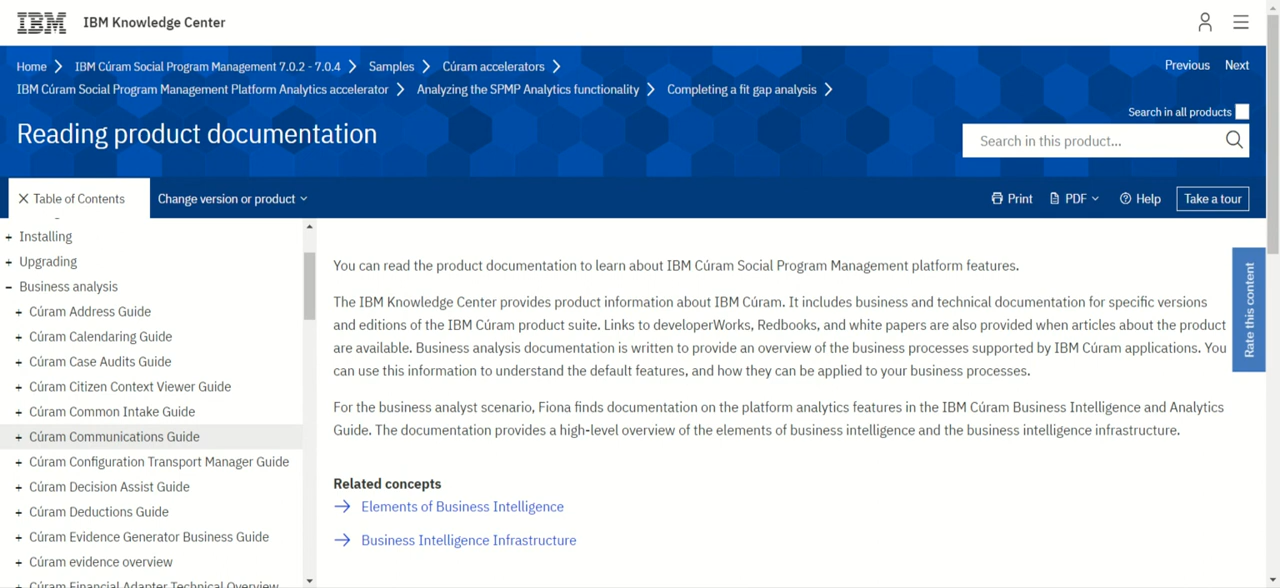 IBM IBM Knowledge Center
Home IBM Cúram Social Program Management 7.0.2 - 7.0.4 Samples Cúram accelerators
Previous Next
IBM Cúram Social Program Management Platform Analytics accelerator Analyzing the SPMP Analytics functionality Completing a fit gap analysis
Search in all products
Reading product documentation
Search in this product...
Table of Contents
Change version or product
Print PDF Help Take a tour
Installing
Upgrading
Business analysis
Cúram Address Guide
Cúram Calendaring Guide
Cúram Case Audits Guide
Cúram Citizen Context Viewer Guide
Cúram Common Intake Guide
Cúram Communications Guide
Cúram Configuration Transport Manager Guide
Cúram Decision Assist Guide
Cúram Deductions Guide
Cúram Evidence Generator Business Guide
Cúram evidence overview
Cúram Financial Adapter Technical Overview
You can read the product documentation to learn about IBM Cúram Social Program Management platform features.
The IBM Knowledge Center provides product information about IBM Cúram. It includes business and technical documentation for specific versions
and editions of the IBM Cúram product suite. Links to developerWorks, Redbooks, and white papers are also provided when articles about the product
are available. Business analysis documentation is written to provide an overview of the business processes supported by IBM Cúram applications. You
can use this information to understand the default features, and how they can be applied to your business processes.
For the business analyst scenario, Fiona finds documentation on the platform analytics features in the IBM Cúram Business Intelligence and Analytics
Guide. The documentation provides a high-level overview of the elements of business intelligence and the business intelligence infrastructure.
Related concepts
Elements of Business Intelligence
Business Intelligence Infrastructure
Rate this content